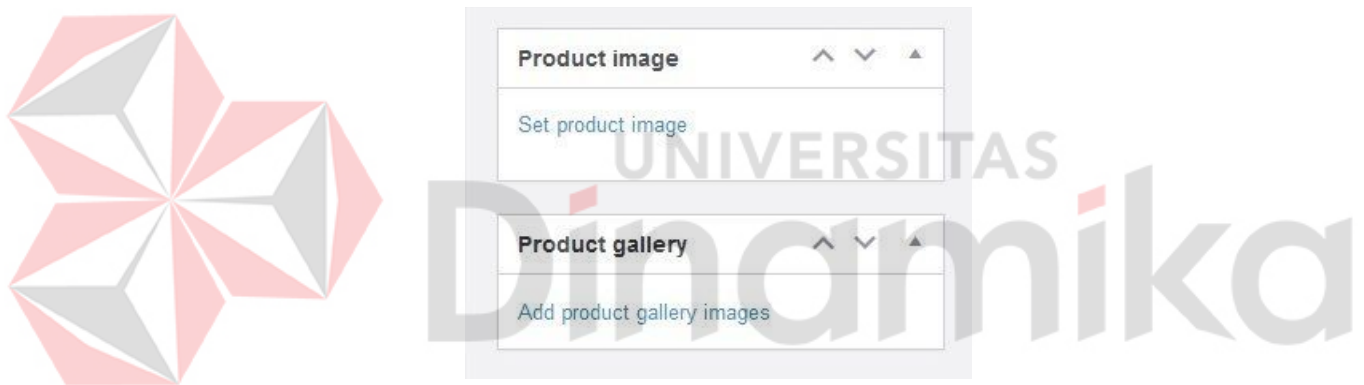 Product image
Set product image
UNIVERSITAS
Dinamika
Product gallery
Add product gallery images